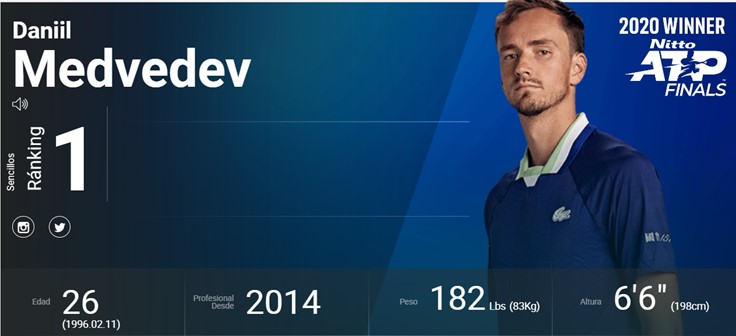 Daniil
Medvedev
2020 WINNER
Nitto
ATP
FINALS
Sencillos
Ránking
1
Edad
26
(1996.02.11)
Profesional
Desde
2014
Peso
182 Lbs (83Kg)
Altura
6'6" (198cm)